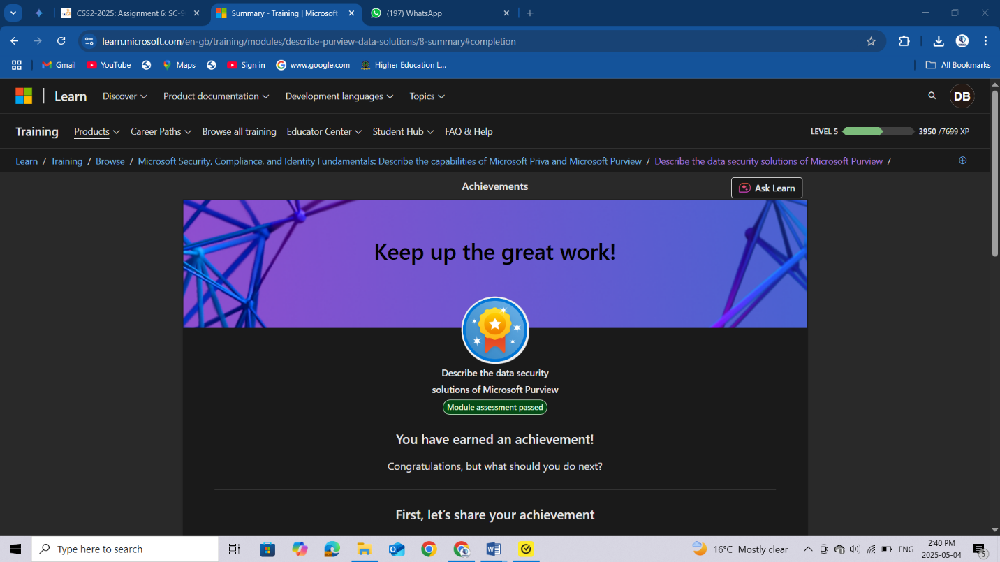 CSS2-2025: Assignment 6: SC-9
Summary - Training | Microsoft
(197) WhatsApp
learn.microsoft.com/en-gb/training/modules/describe-purview-data-solutions/8-summary#completion
Gmail YouTube Maps Sign in www.google.com Higher Education L... All Bookmarks
Learn Discover Product documentation Development languages Topics DB
Training Products Career Paths Browse all training Educator Center Student Hub FAQ & Help LEVEL 5 3950 /7699 XP
Learn / Training / Browse / Microsoft Security, Compliance, and Identity Fundamentals: Describe the capabilities of Microsoft Priva and Microsoft Purview / Describe the data security solutions of Microsoft Purview /
Achievements
Ask Learn
Keep up the great work!
Describe the data security
solutions of Microsoft Purview
Module assessment passed
You have earned an achievement!
Congratulations, but what should you do next?
First, let's share your achievement
Type here to search
16°C Mostly clear
ENG
2:40 PM
2025-05-04
5